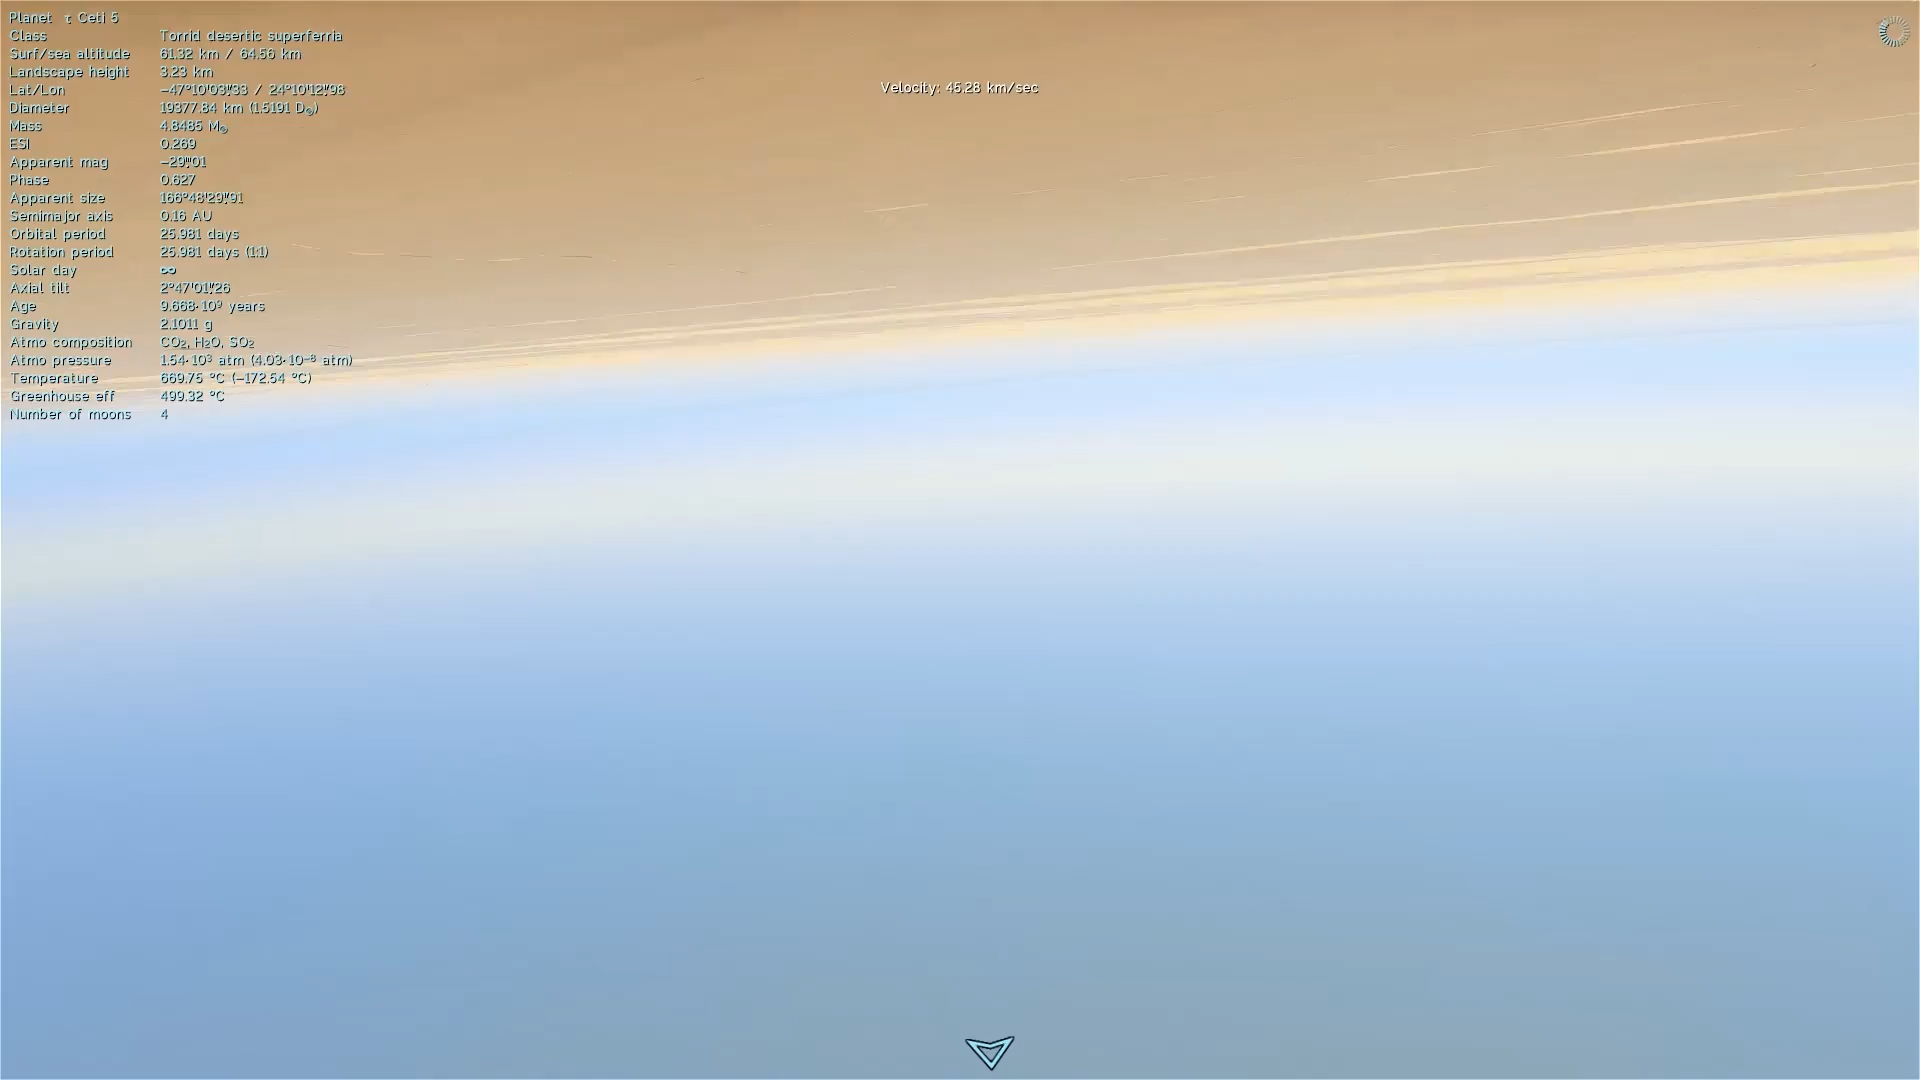 Planet τ Ceti 5
Class Torrid desertic superferria
Surf/sea altitude 61.32 km / 64.56 km
Landscape height 3.23 km
Lat/Lon −47°10'03"33 / 24°10'12"98
Diameter 19377.84 km (1.5191 D⊕)
Mass 4.8485 M⊕
ESI 0.269
Apparent mag −29ᵐ01
Phase 0.627
Apparent size 166°48'29"91
Semimajor axis 0.16 AU
Orbital period 25.981 days
Rotation period 25.981 days (1:1)
Solar day ∞
Axial tilt 2°47'01"26
Age 9.668·10⁹ years
Gravity 2.1011 g
Atmo composition CO₂, H₂O, SO₂
Atmo pressure 1.54·10³ atm (4.03·10⁻⁸ atm)
Temperature 669.75 °C (−172.54 °C)
Greenhouse eff 499.32 °C
Number of moons 4
Velocity: 45.28 km/sec